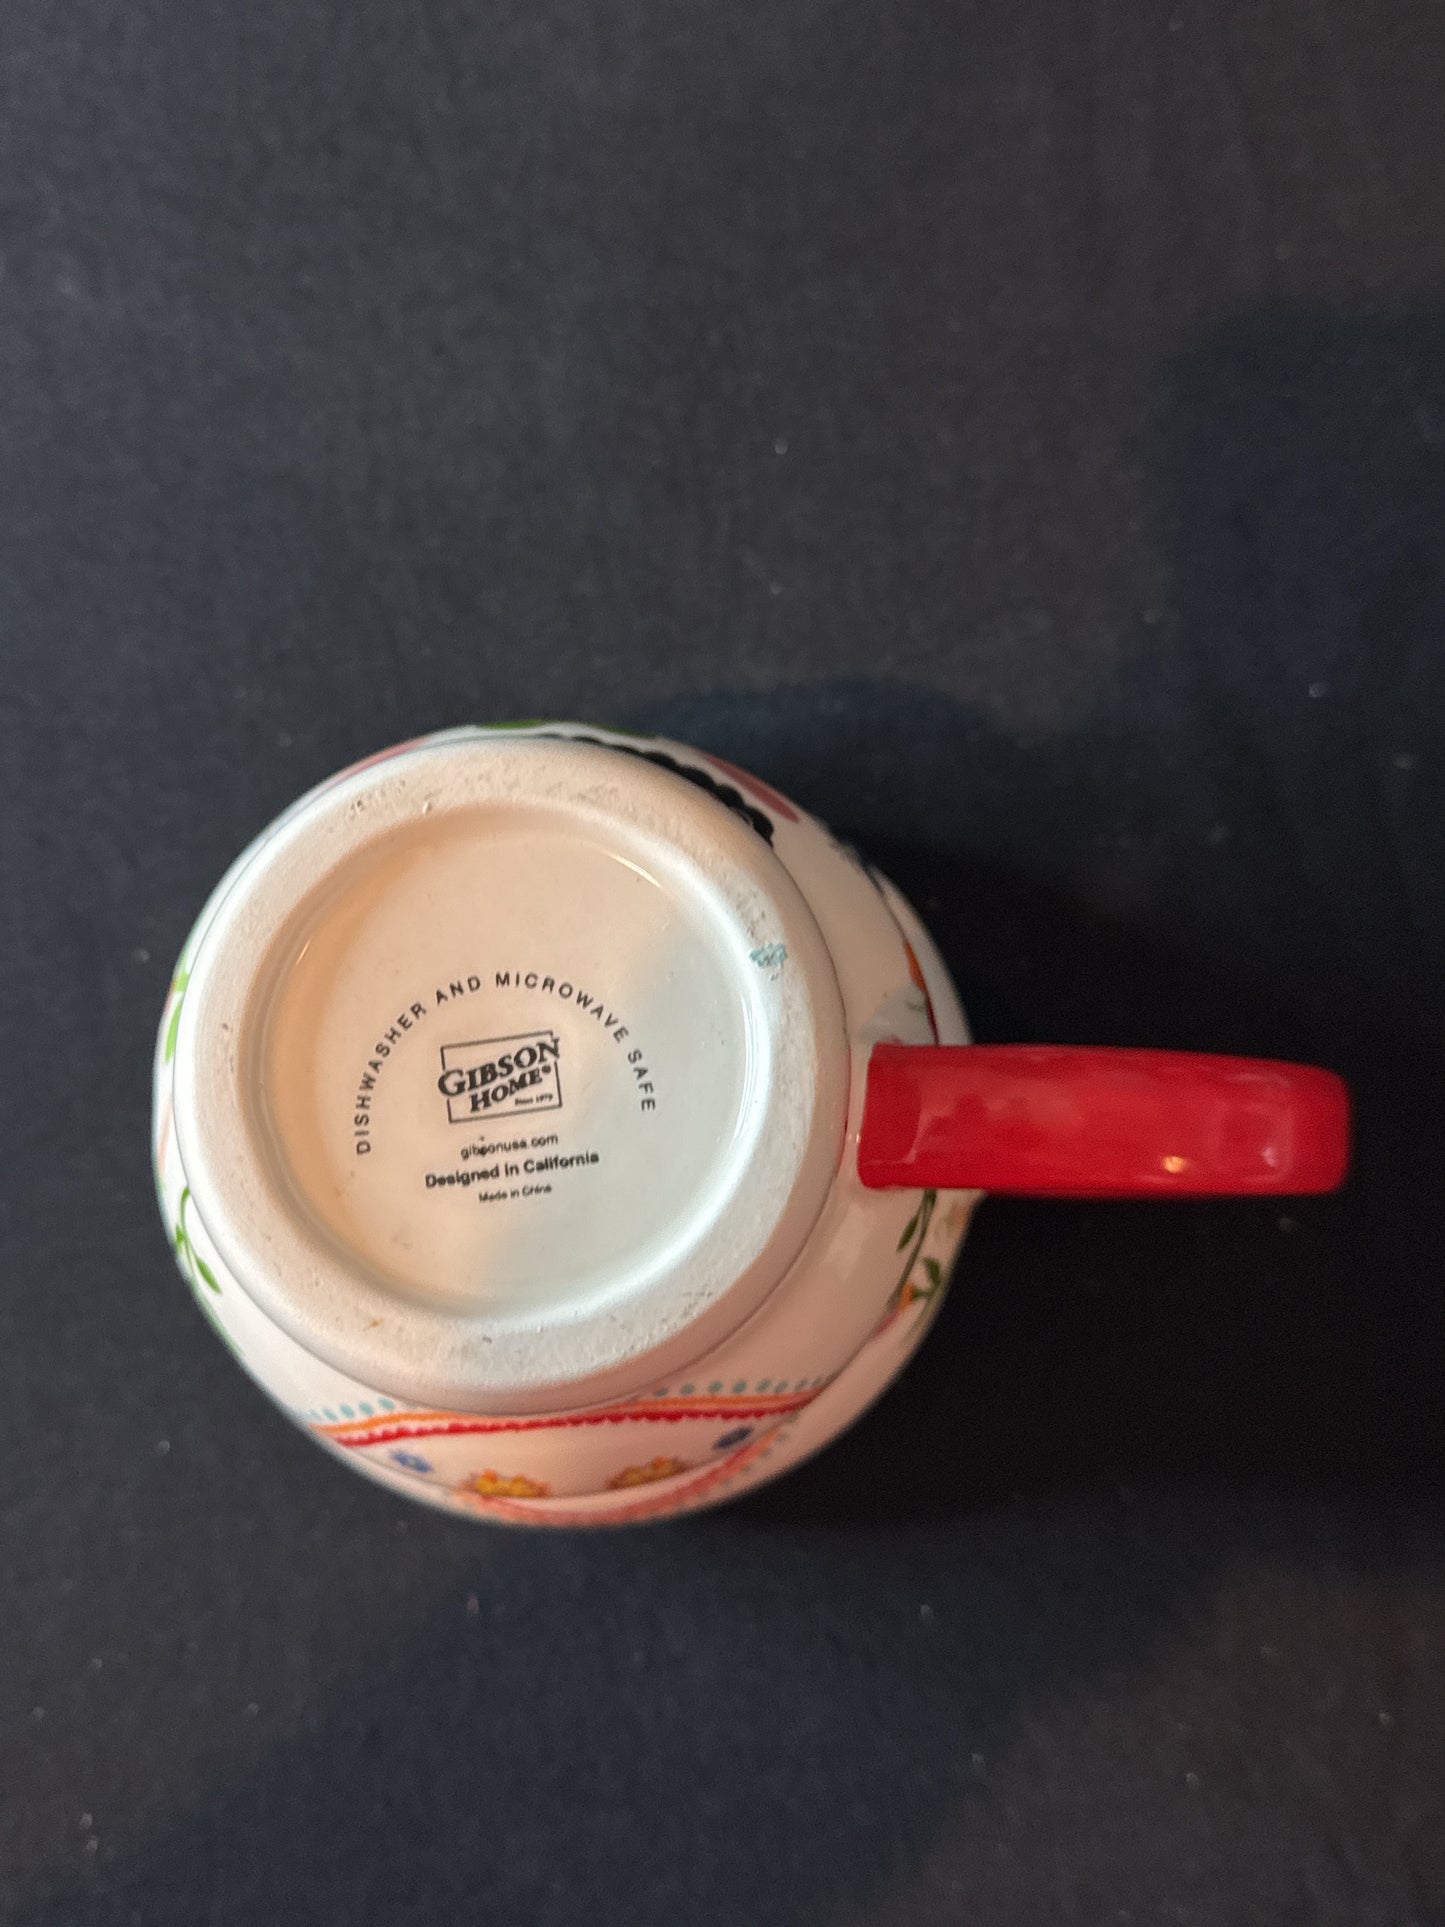 DISHWASHER AND MICROWAVE SAFE
GIBSON
HOME®
Since 1979
gibsonusa.com
Designed in California
Made in China